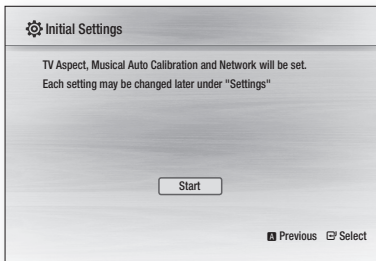 Initial Settings
TV Aspect, Musical Auto Calibration and Network will be set.
Each setting may be changed later under "Settings"
Start
A Previous Select